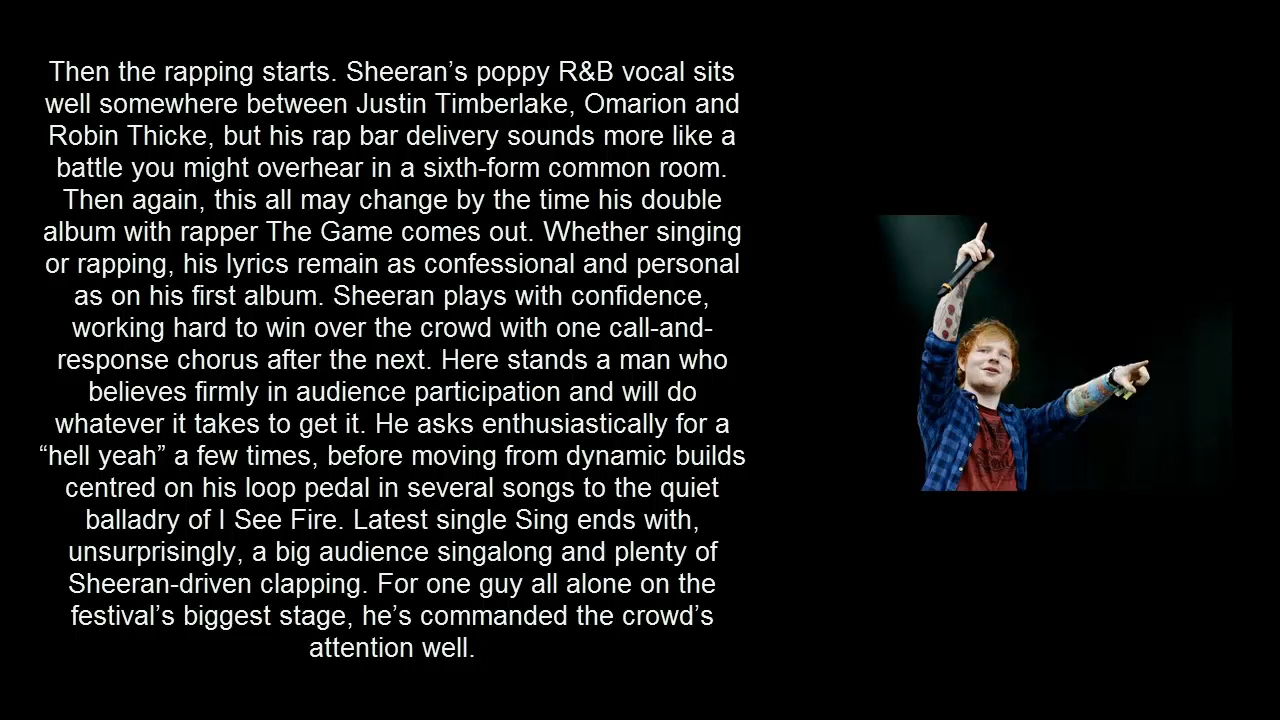 Then the rapping starts. Sheeran’s poppy R&B vocal sits
well somewhere between Justin Timberlake, Omarion and
Robin Thicke, but his rap bar delivery sounds more like a
battle you might overhear in a sixth-form common room.
Then again, this all may change by the time his double
album with rapper The Game comes out. Whether singing
or rapping, his lyrics remain as confessional and personal
as on his first album. Sheeran plays with confidence,
working hard to win over the crowd with one call-and-
response chorus after the next. Here stands a man who
believes firmly in audience participation and will do
whatever it takes to get it. He asks enthusiastically for a
“hell yeah” a few times, before moving from dynamic builds
centred on his loop pedal in several songs to the quiet
balladry of I See Fire. Latest single Sing ends with,
unsurprisingly, a big audience singalong and plenty of
Sheeran-driven clapping. For one guy all alone on the
festival’s biggest stage, he’s commanded the crowd’s
attention well.